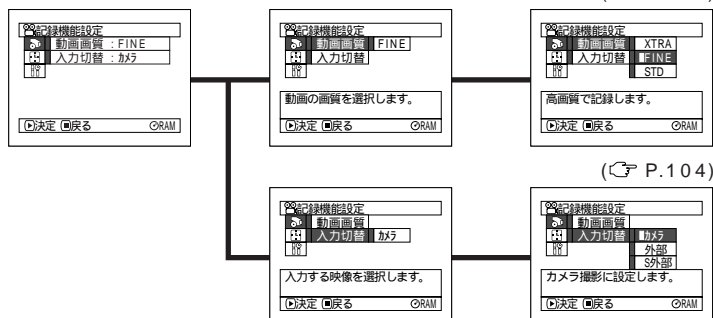 記録機能設定
動画画質 : FINE
入力切替 : カメラ
決定 戻る RAM
記録機能設定
動画画質 FINE
入力切替
動画の画質を選択します。
決定 戻る RAM
記録機能設定
動画画質 XTRA
入力切替 FINE
STD
高画質で記録します。
決定 戻る RAM
(P.104)
記録機能設定
動画画質
入力切替 カメラ
入力する映像を選択します。
決定 戻る RAM
記録機能設定
動画画質
入力切替 カメラ
外部
S外部
カメラ撮影に設定します。
決定 戻る RAM